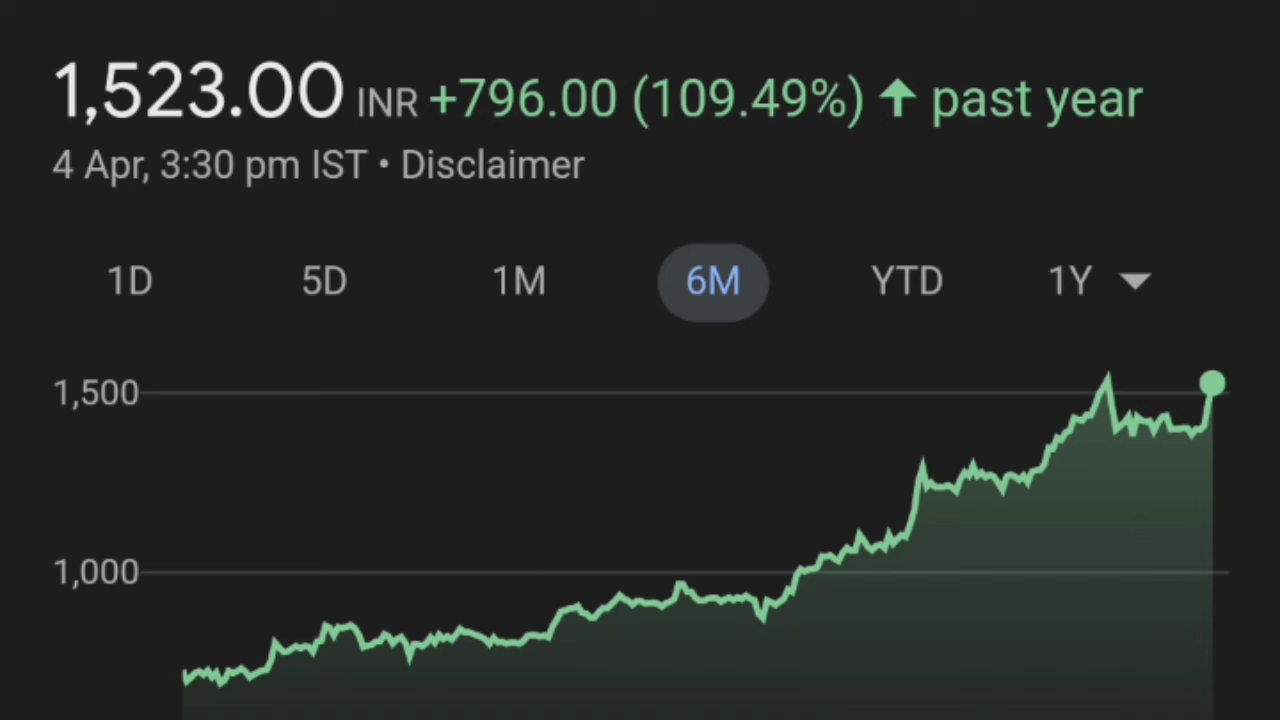 1,523.00 INR +796.00 (109.49%) ↑ past year
4 Apr, 3:30 pm IST • Disclaimer
1D 5D 1M 6M YTD 1Y
1,500
1,000